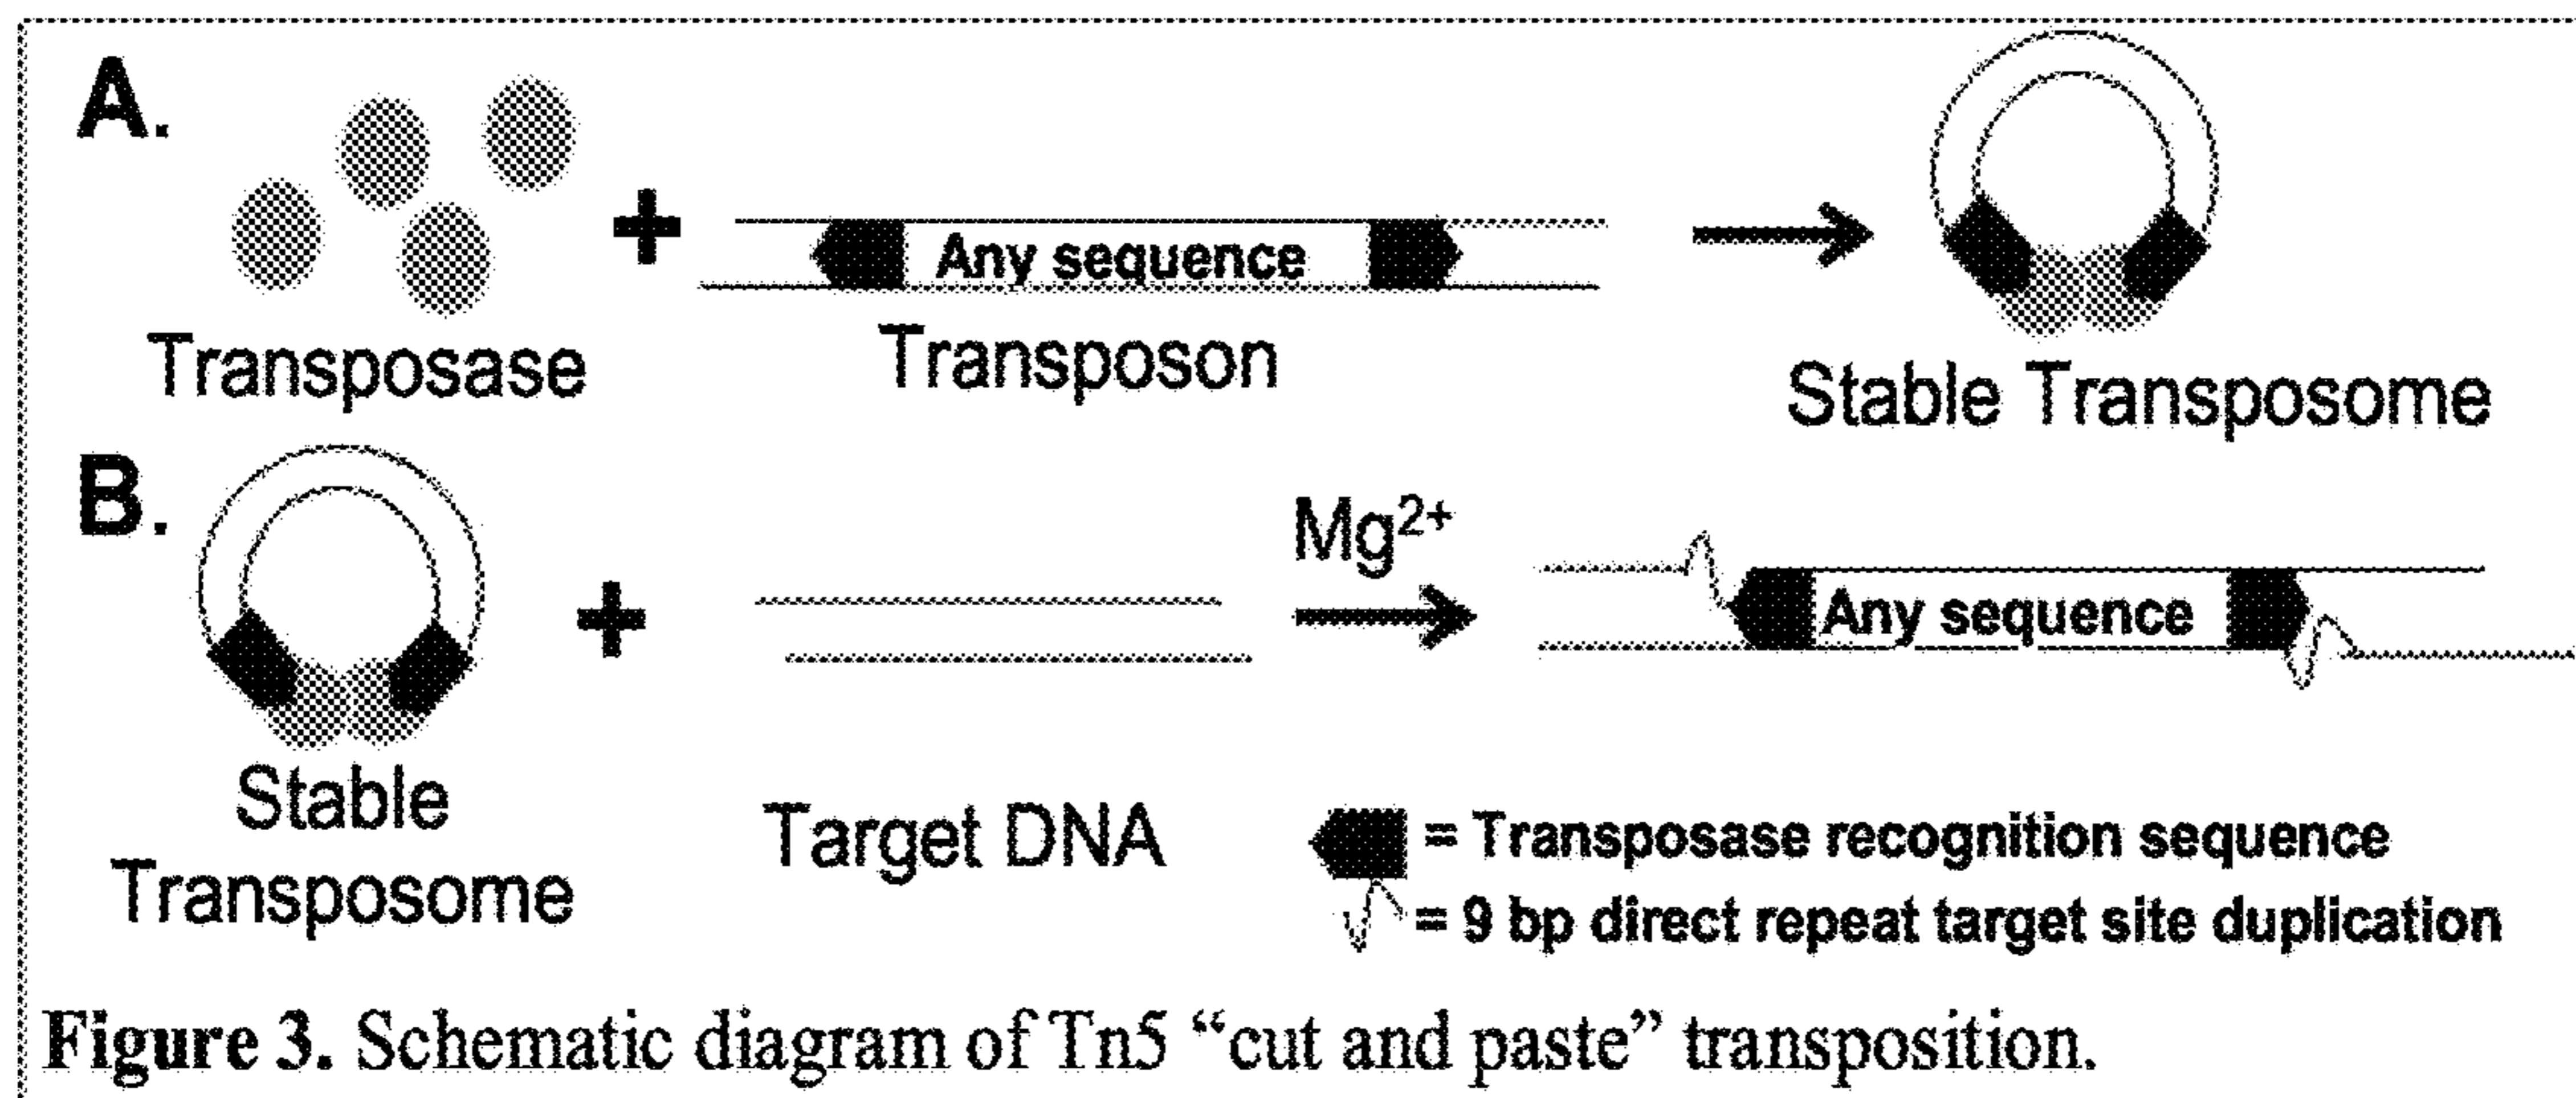 A.
+
Any sequence
Transposase
Transposon
Stable Transposome
B.
+
Mg²⁺
Any sequence
Stable
Transposome
Target DNA
= Transposase recognition sequence
= 9 bp direct repeat target site duplication
Figure 3. Schematic diagram of Tn5 “cut and paste” transposition.